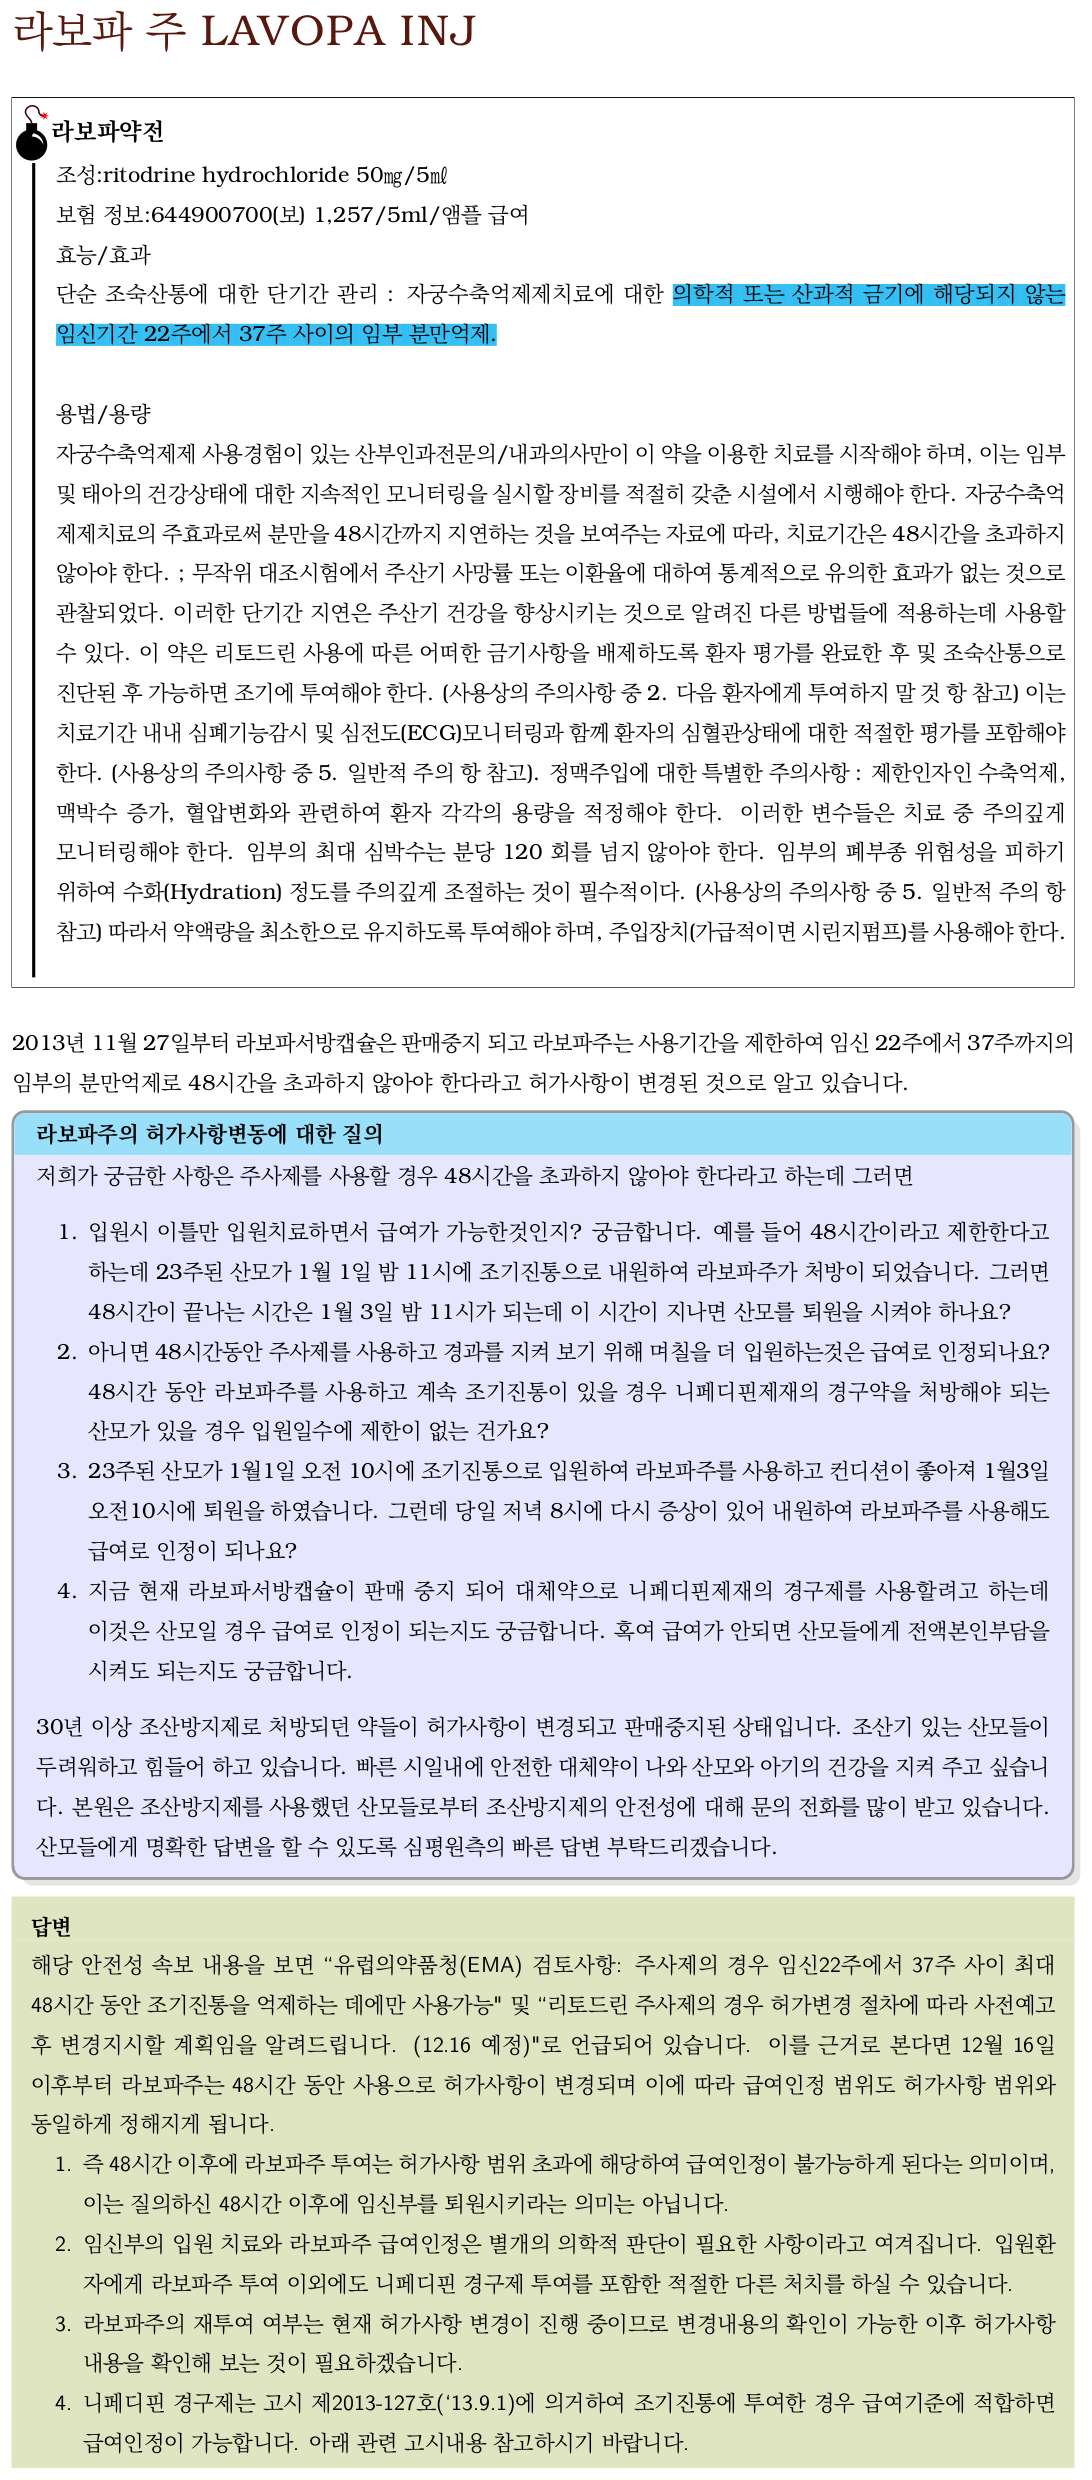 라보파 주 LAVOPA INJ
라보파약전
조성:ritodrine hydrochloride 50㎎/5㎖
보험 정보:644900700(보) 1,257/5ml/앰플 급여
효능/효과
단순 조숙산통에 대한 단기간 관리 : 자궁수축억제제치료에 대한 의학적 또는 산과적 금기에 해당되지 않는
임신기간 22주에서 37주 사이의 임부 분만억제.
용법/용량
자궁수축억제제 사용경험이 있는 산부인과전문의/내과의사만이 이 약을 이용한 치료를 시작해야 하며, 이는 임부
및 태아의 건강상태에 대한 지속적인 모니터링을 실시할 장비를 적절히 갖춘 시설에서 시행해야 한다. 자궁수축억
제제치료의 주효과로써 분만을 48시간까지 지연하는 것을 보여주는 자료에 따라, 치료기간은 48시간을 초과하지
않아야 한다. ; 무작위 대조시험에서 주산기 사망률 또는 이환율에 대하여 통계적으로 유의한 효과가 없는 것으로
관찰되었다. 이러한 단기간 지연은 주산기 건강을 향상시키는 것으로 알려진 다른 방법들에 적용하는데 사용할
수 있다. 이 약은 리토드린 사용에 따른 어떠한 금기사항을 배제하도록 환자 평가를 완료한 후 및 조숙산통으로
진단된 후 가능하면 조기에 투여해야 한다. (사용상의 주의사항 중 2. 다음 환자에게 투여하지 말 것 항 참고) 이는
치료기간 내내 심폐기능감시 및 심전도(ECG)모니터링과 함께 환자의 심혈관상태에 대한 적절한 평가를 포함해야
한다. (사용상의 주의사항 중 5. 일반적 주의 항 참고). 정맥주입에 대한 특별한 주의사항 : 제한인자인 수축억제,
맥박수 증가, 혈압변화와 관련하여 환자 각각의 용량을 적정해야 한다. 이러한 변수들은 치료 중 주의깊게
모니터링해야 한다. 임부의 최대 심박수는 분당 120 회를 넘지 않아야 한다. 임부의 폐부종 위험성을 피하기
위하여 수화(Hydration) 정도를 주의깊게 조절하는 것이 필수적이다. (사용상의 주의사항 중 5. 일반적 주의 항
참고) 따라서 약액량을 최소한으로 유지하도록 투여해야 하며, 주입장치(가급적이면 시린지펌프)를 사용해야 한다.
2013년 11월 27일부터 라보파서방캡슐은 판매중지 되고 라보파주는 사용기간을 제한하여 임신 22주에서 37주까지의
임부의 분만억제로 48시간을 초과하지 않아야 한다라고 허가사항이 변경된 것으로 알고 있습니다.
라보파주의 허가사항변동에 대한 질의
저희가 궁금한 사항은 주사제를 사용할 경우 48시간을 초과하지 않아야 한다라고 하는데 그러면
1. 입원시 이틀만 입원치료하면서 급여가 가능한것인지? 궁금합니다. 예를 들어 48시간이라고 제한한다고
하는데 23주된 산모가 1월 1일 밤 11시에 조기진통으로 내원하여 라보파주가 처방이 되었습니다. 그러면
48시간이 끝나는 시간은 1월 3일 밤 11시가 되는데 이 시간이 지나면 산모를 퇴원을 시켜야 하나요?
2. 아니면 48시간동안 주사제를 사용하고 경과를 지켜 보기 위해 며칠을 더 입원하는것은 급여로 인정되나요?
48시간 동안 라보파주를 사용하고 계속 조기진통이 있을 경우 니페디핀제재의 경구약을 처방해야 되는
산모가 있을 경우 입원일수에 제한이 없는 건가요?
3. 23주된 산모가 1월1일 오전 10시에 조기진통으로 입원하여 라보파주를 사용하고 컨디션이 좋아져 1월3일
오전10시에 퇴원을 하였습니다. 그런데 당일 저녁 8시에 다시 증상이 있어 내원하여 라보파주를 사용해도
급여로 인정이 되나요?
4. 지금 현재 라보파서방캡슐이 판매 중지 되어 대체약으로 니페디핀제재의 경구제를 사용할려고 하는데
이것은 산모일 경우 급여로 인정이 되는지도 궁금합니다. 혹여 급여가 안되면 산모들에게 전액본인부담을
시켜도 되는지도 궁금합니다.
30년 이상 조산방지제로 처방되던 약들이 허가사항이 변경되고 판매중지된 상태입니다. 조산기 있는 산모들이
두려워하고 힘들어 하고 있습니다. 빠른 시일내에 안전한 대체약이 나와 산모와 아기의 건강을 지켜 주고 싶습니
다. 본원은 조산방지제를 사용했던 산모들로부터 조산방지제의 안전성에 대해 문의 전화를 많이 받고 있습니다.
산모들에게 명확한 답변을 할 수 있도록 심평원측의 빠른 답변 부탁드리겠습니다.
답변
해당 안전성 속보 내용을 보면 “유럽의약품청(EMA) 검토사항: 주사제의 경우 임신22주에서 37주 사이 최대
48시간 동안 조기진통을 억제하는 데에만 사용가능" 및 “리토드린 주사제의 경우 허가변경 절차에 따라 사전예고
후 변경지시할 계획임을 알려드립니다. (12.16 예정)"로 언급되어 있습니다. 이를 근거로 본다면 12월 16일
이후부터 라보파주는 48시간 동안 사용으로 허가사항이 변경되며 이에 따라 급여인정 범위도 허가사항 범위와
동일하게 정해지게 됩니다.
1. 즉 48시간 이후에 라보파주 투여는 허가사항 범위 초과에 해당하여 급여인정이 불가능하게 된다는 의미이며,
이는 질의하신 48시간 이후에 임신부를 퇴원시키라는 의미는 아닙니다.
2. 임신부의 입원 치료와 라보파주 급여인정은 별개의 의학적 판단이 필요한 사항이라고 여겨집니다. 입원환
자에게 라보파주 투여 이외에도 니페디핀 경구제 투여를 포함한 적절한 다른 처치를 하실 수 있습니다.
3. 라보파주의 재투여 여부는 현재 허가사항 변경이 진행 중이므로 변경내용의 확인이 가능한 이후 허가사항
내용을 확인해 보는 것이 필요하겠습니다.
4. 니페디핀 경구제는 고시 제2013-127호(‘13.9.1)에 의거하여 조기진통에 투여한 경우 급여기준에 적합하면
급여인정이 가능합니다. 아래 관련 고시내용 참고하시기 바랍니다.